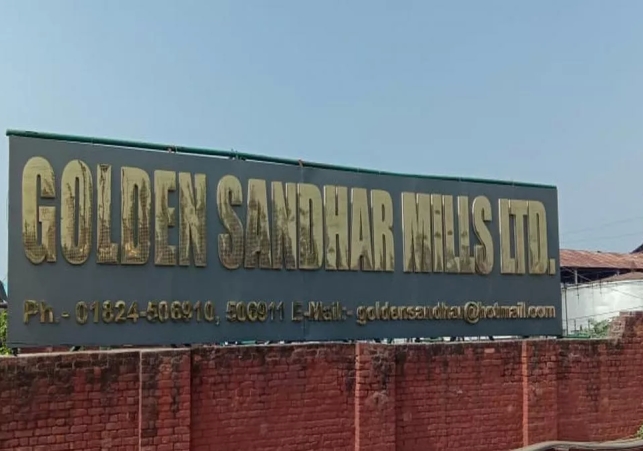 GOLDEN SANDHAR MILLS LTD.
Ph.- 01824-506910, 506911 E-Mail:- goldensandhar@hotmail.com